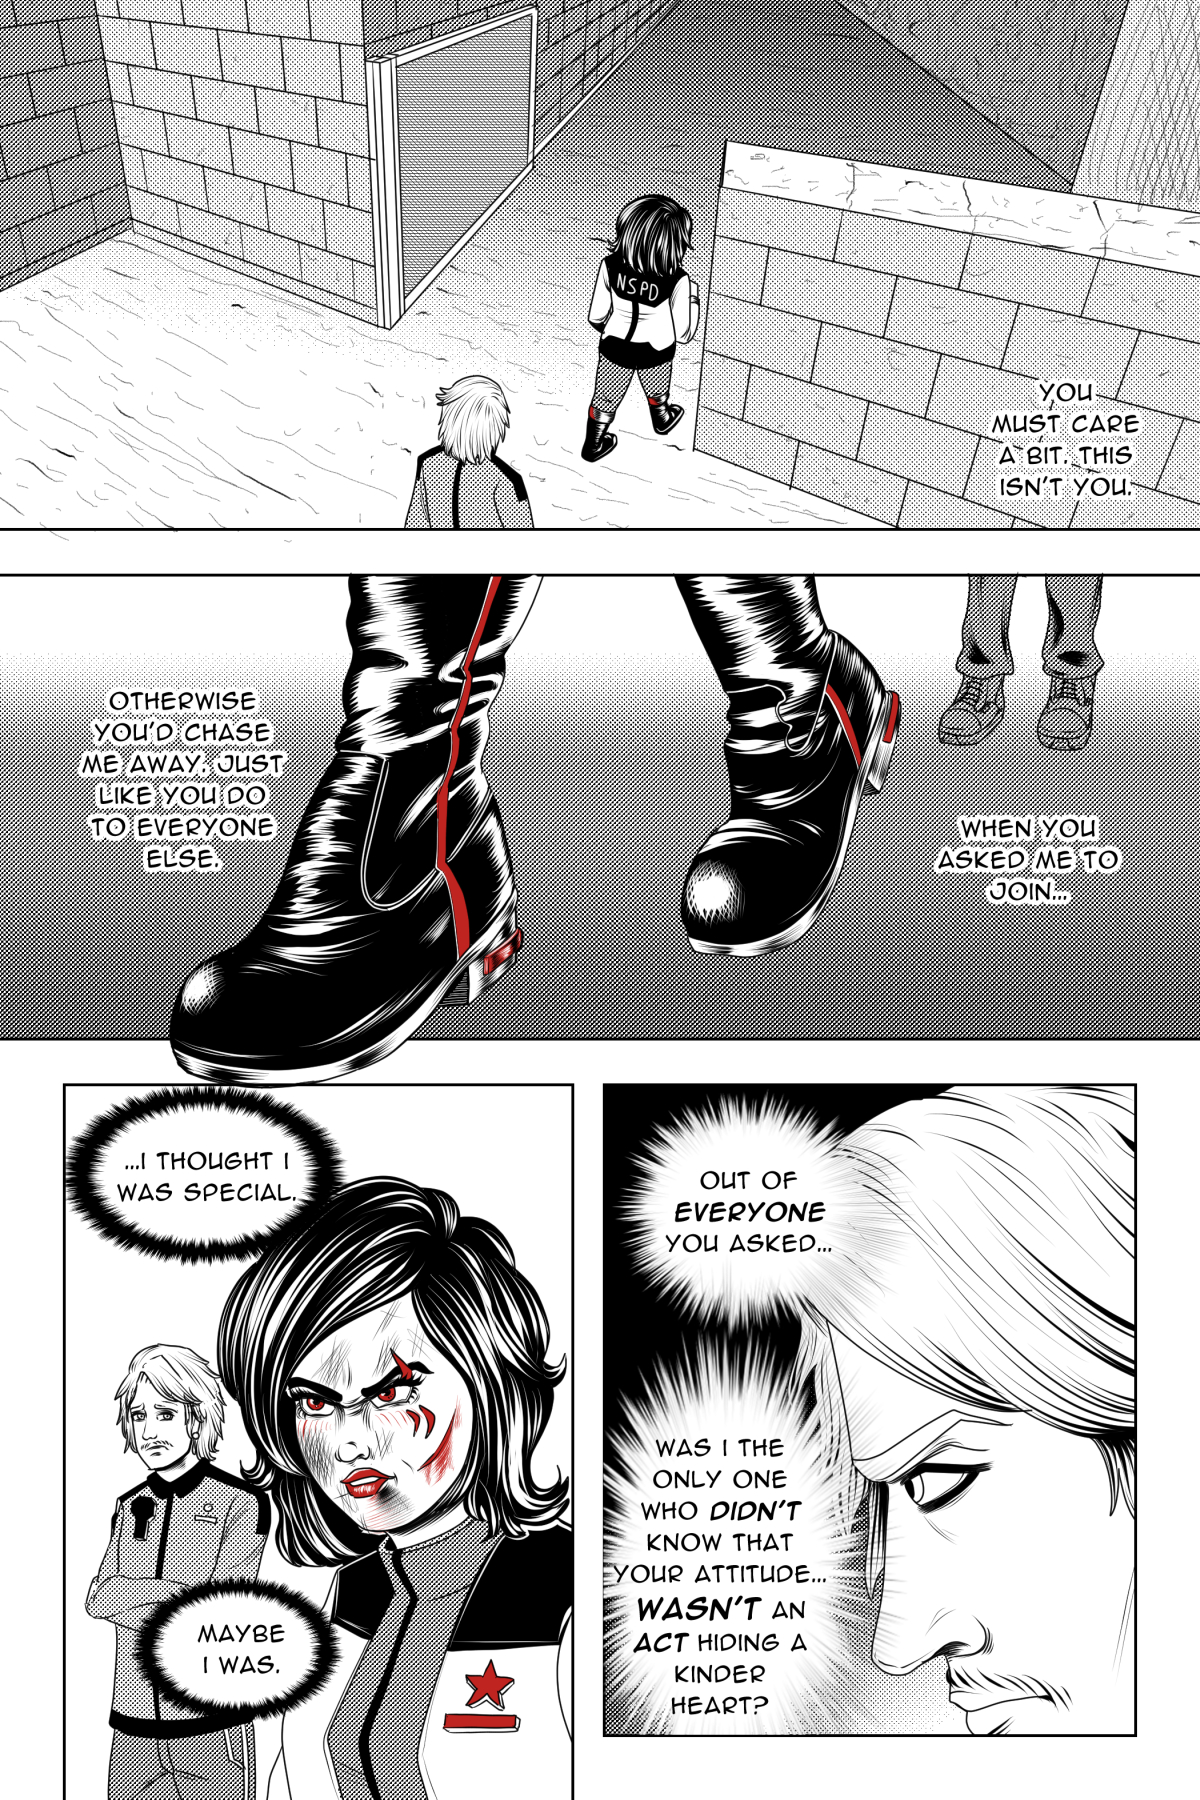 NSPD
YOU
MUST CARE
A BIT. THIS
ISN'T YOU.
OTHERWISE
YOU'D CHASE
ME AWAY. JUST
LIKE YOU DO
TO EVERYONE
ELSE.
WHEN YOU
ASKED ME TO
JOIN...
...I THOUGHT I
WAS SPECIAL.
MAYBE
I WAS.
OUT OF
EVERYONE
YOU ASKED...
WAS I THE
ONLY ONE
WHO DIDN'T
KNOW THAT
YOUR ATTITUDE...
WASN'T AN
ACT HIDING A
KINDER
HEART?